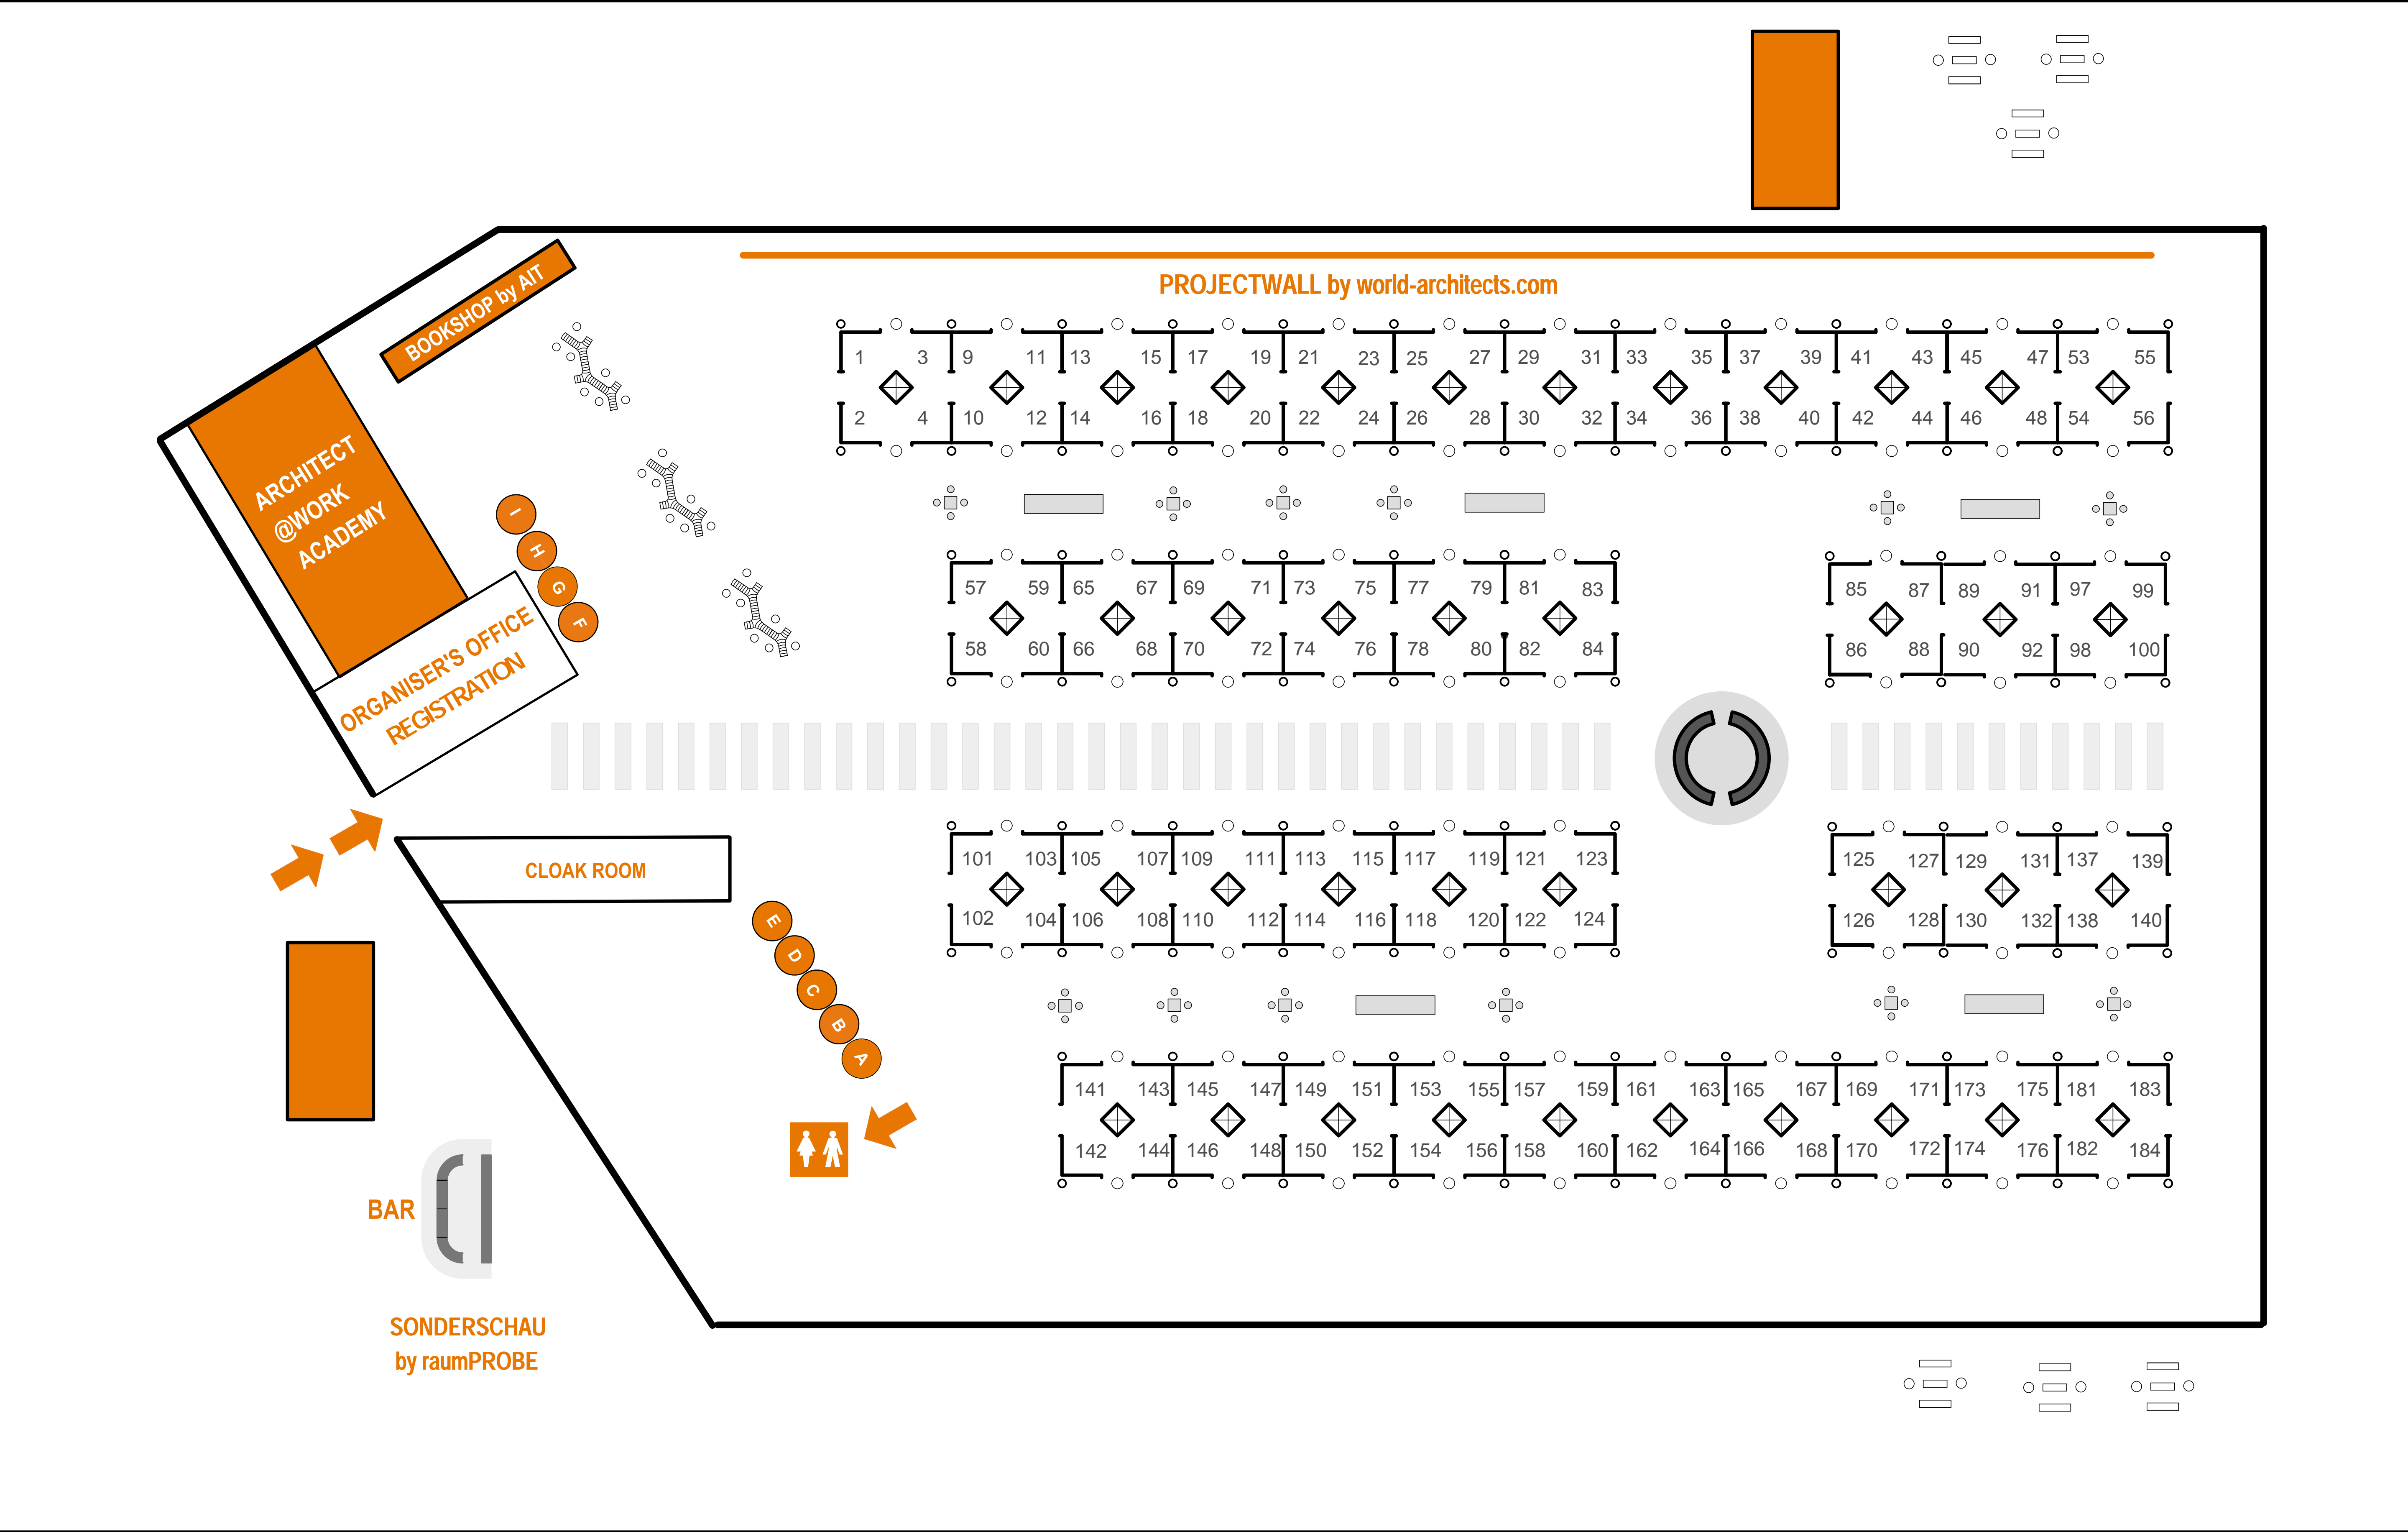 BOOKSHOP by AIT
PROJECTWALL by world-architects.com
1 3 9 11 13 15 17 19 21 23 25 27 29 31 33 35 37 39 41 43 45 47 53 55
2 4 10 12 14 16 18 20 22 24 26 28 30 32 34 36 38 40 42 44 46 48 54 56
ARCHITECT
@WORK
ACADEMY
I
H
G
F
ORGANISER'S OFFICE
REGISTRATION
57 59 65 67 69 71 73 75 77 79 81 83 85 87 89 91 97 99
58 60 66 68 70 72 74 76 78 80 82 84 86 88 90 92 98 100
CLOAK ROOM
101 103 105 107 109 111 113 115 117 119 121 123 125 127 129 131 137 139
102 104 106 108 110 112 114 116 118 120 122 124 126 128 130 132 138 140
E
D
C
B
A
141 143 145 147 149 151 153 155 157 159 161 163 165 167 169 171 173 175 181 183
142 144 146 148 150 152 154 156 158 160 162 164 166 168 170 172 174 176 182 184
BAR
SONDERSCHAU
by raumPROBE